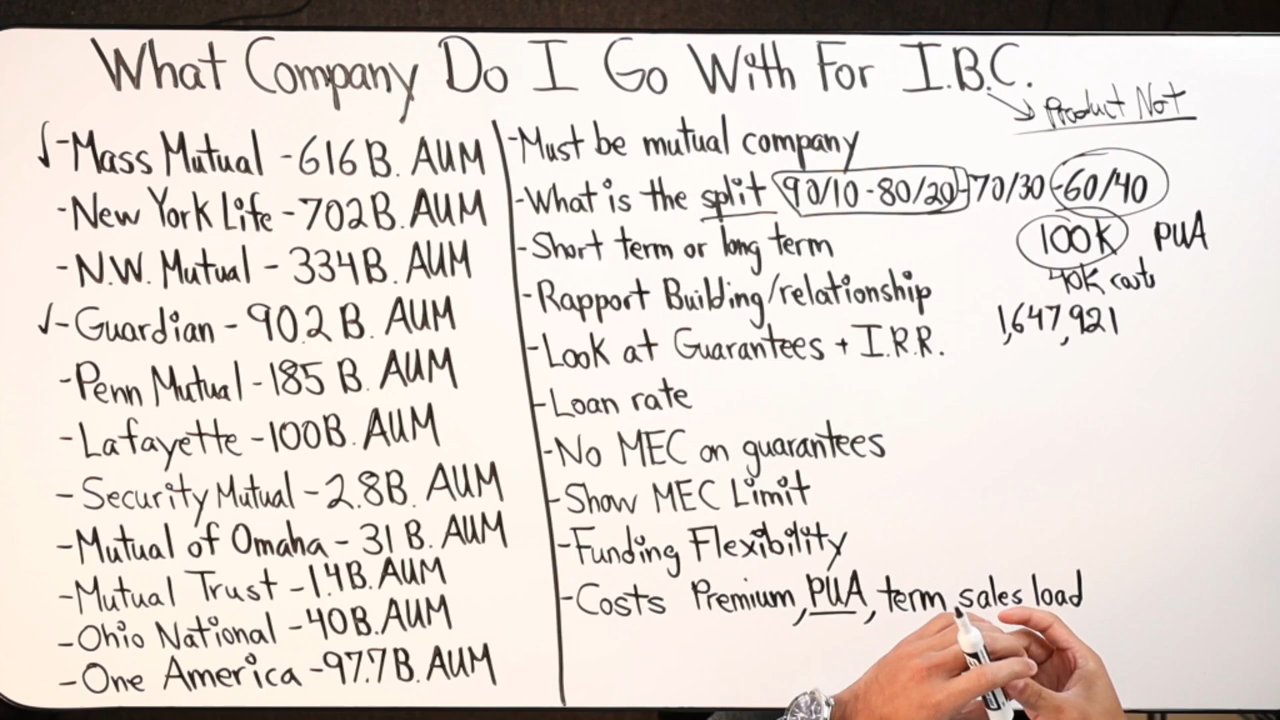 What Company Do I Go With For I.B.C.
Product Not
✓-Mass Mutual -616 B. AUM
-New York Life -702 B. AUM
-N.W. Mutual - 334 B. AUM
✓-Guardian - 90.2 B. AUM
-Penn Mutual -185 B. AUM
-Lafayette -100B. AUM
-Security Mutual -2.8B. AUM
-Mutual of Omaha - 31 B. AUM
-Mutual Trust -1.4B. AUM
-Ohio National -40B. AUM
-One America -97.7B. AUM
-Must be mutual company
-What is the split 90/10 -80/20 -70/30 -60/40
-Short term or long term
100K PUA
40K costs
-Rapport Building/relationship
1,647,921
-Look at Guarantees + I.R.R.
-Loan rate
-No MEC on guarantees
-Show MEC Limit
-Funding Flexibility
-Costs Premium, PUA, term, sales load